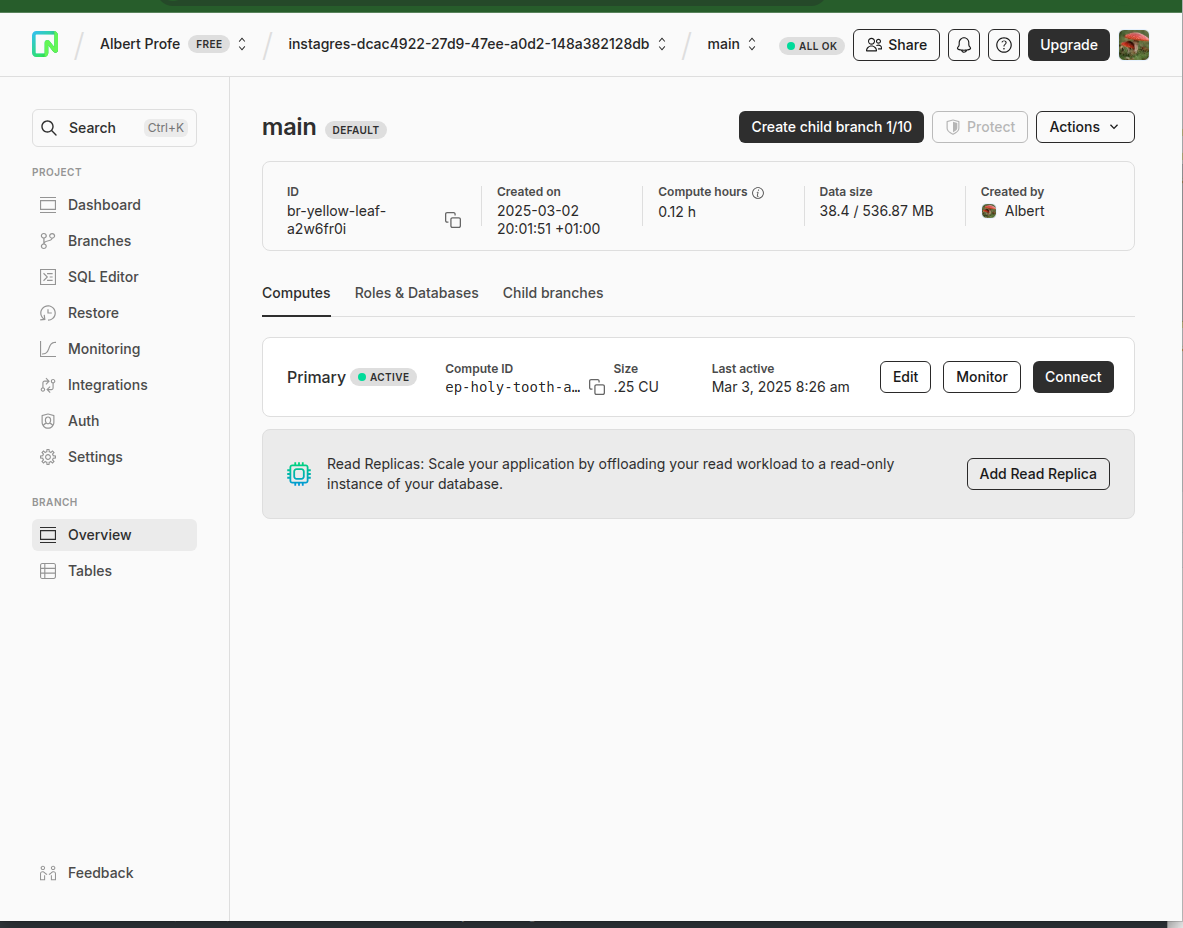 Albert Profe FREE instagres-dcac4922-27d9-47ee-a0d2-148a382128db main ALL OK Share Upgrade
Search Ctrl+K
PROJECT
Dashboard
Branches
SQL Editor
Restore
Monitoring
Integrations
Auth
Settings
BRANCH
Overview
Tables
Feedback
main DEFAULT Create child branch 1/10 Protect Actions
ID
br-yellow-leaf-
a2w6fr0i
Created on
2025-03-02
20:01:51 +01:00
Compute hours
0.12 h
Data size
38.4 / 536.87 MB
Created by
Albert
Computes Roles & Databases Child branches
Primary ACTIVE
Compute ID
ep-holy-tooth-a…
Size
.25 CU
Last active
Mar 3, 2025 8:26 am
Edit Monitor Connect
Read Replicas: Scale your application by offloading your read workload to a read-only
instance of your database.
Add Read Replica